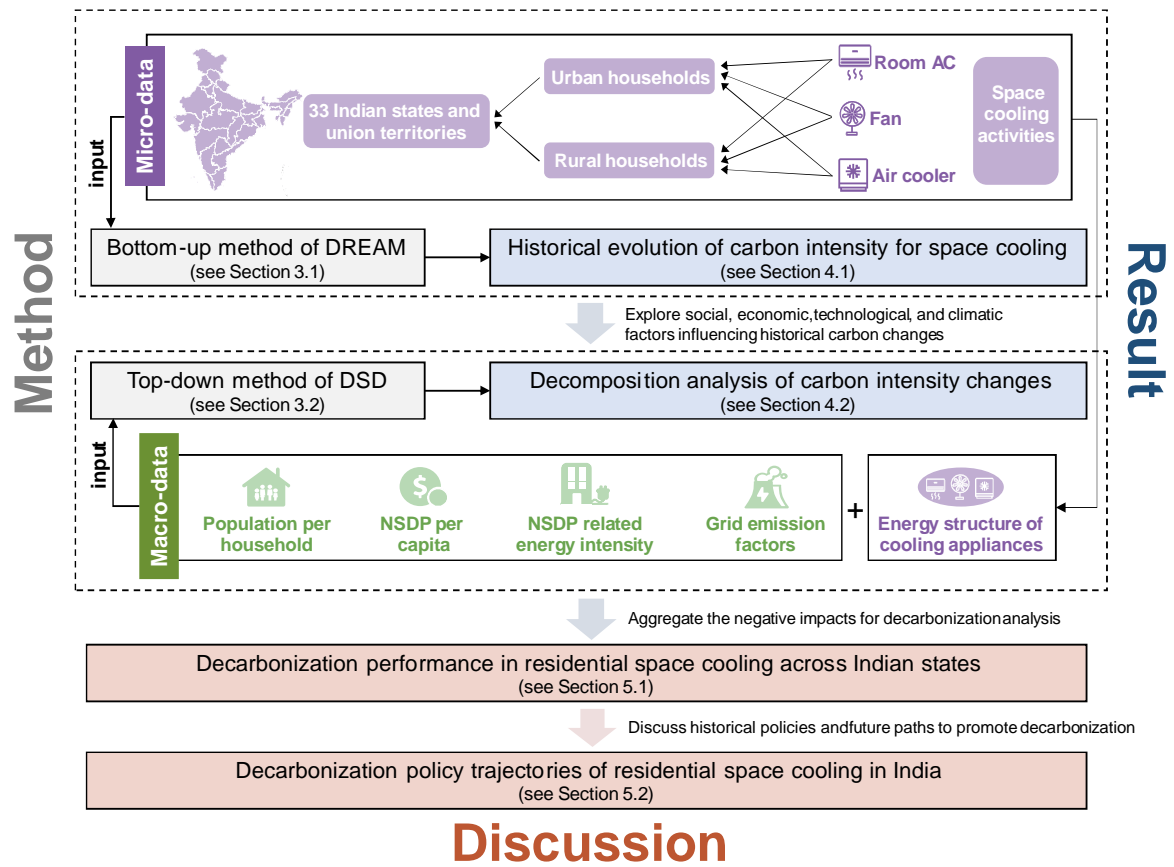 Method
Result
Micro-data
input
33 Indian states and
union territories
Urban households
Rural households
Room AC
Fan
Air cooler
Space
cooling
activities
Bottom-up method of DREAM
(see Section 3.1)
Historical evolution of carbon intensity for space cooling
(see Section 4.1)
Explore social, economic, technological, and climatic
factors influencing historical carbon changes
Top-down method of DSD
(see Section 3.2)
Decomposition analysis of carbon intensity changes
(see Section 4.2)
input
Macro-data
Population per
household
$
NSDP per
capita
NSDP related
energy intensity
Grid emission
factors
+
Energy structure of
cooling appliances
Aggregate the negative impacts for decarbonization analysis
Decarbonization performance in residential space cooling across Indian states
(see Section 5.1)
Discuss historical policies andfuture paths to promote decarbonization
Decarbonization policy trajectories of residential space cooling in India
(see Section 5.2)
Discussion